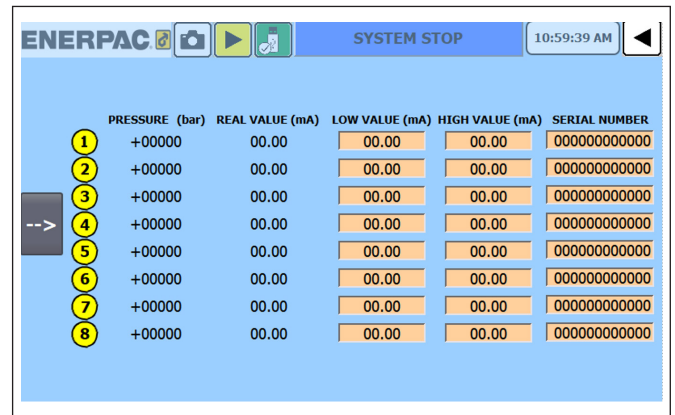 ENERPAC. SYSTEM STOP 10:59:39 AM
PRESSURE (bar) REAL VALUE (mA) LOW VALUE (mA) HIGH VALUE (mA) SERIAL NUMBER
1 +00000 00.00 00.00 00.00 000000000000
2 +00000 00.00 00.00 00.00 000000000000
3 +00000 00.00 00.00 00.00 000000000000
--> 4 +00000 00.00 00.00 00.00 000000000000
5 +00000 00.00 00.00 00.00 000000000000
6 +00000 00.00 00.00 00.00 000000000000
7 +00000 00.00 00.00 00.00 000000000000
8 +00000 00.00 00.00 00.00 000000000000